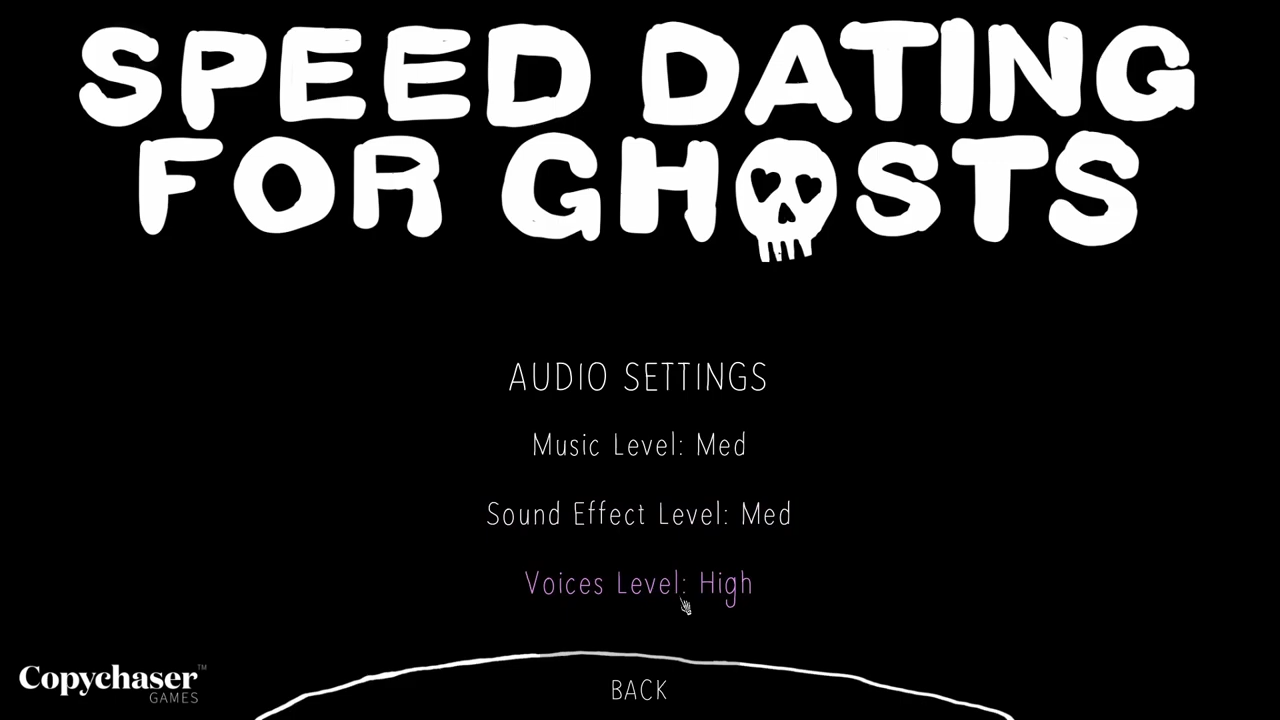 SPEED DATING
FOR GHOSTS
AUDIO SETTINGS
Music Level: Med
Sound Effect Level: Med
Voices Level: High
Copychaser™
GAMES
BACK